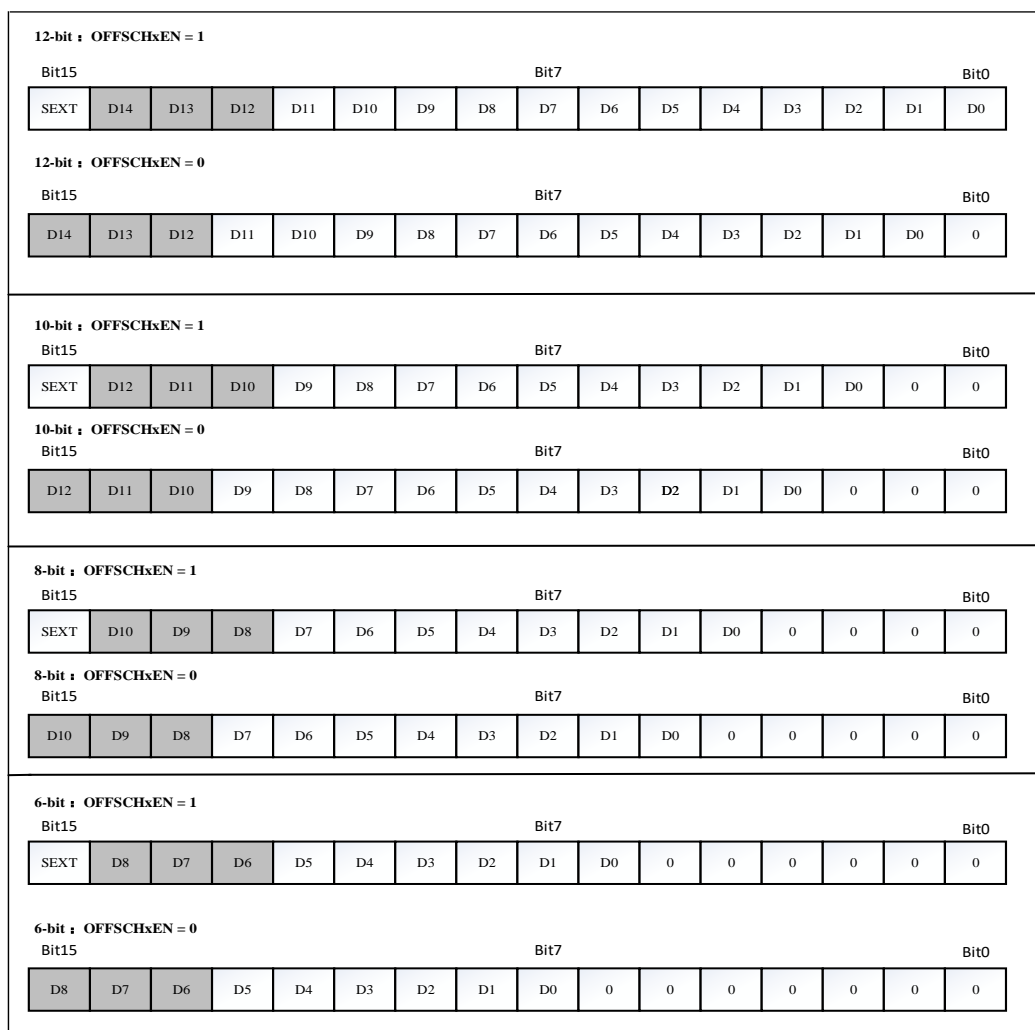 12-bit：OFFSCHxEN = 1
Bit15 Bit7 Bit0
SEXT D14 D13 D12 D11 D10 D9 D8 D7 D6 D5 D4 D3 D2 D1 D0
12-bit：OFFSCHxEN = 0
Bit15 Bit7 Bit0
D14 D13 D12 D11 D10 D9 D8 D7 D6 D5 D4 D3 D2 D1 D0 0
10-bit：OFFSCHxEN = 1
Bit15 Bit7 Bit0
SEXT D12 D11 D10 D9 D8 D7 D6 D5 D4 D3 D2 D1 D0 0 0
10-bit：OFFSCHxEN = 0
Bit15 Bit7 Bit0
D12 D11 D10 D9 D8 D7 D6 D5 D4 D3 D2 D1 D0 0 0 0
8-bit：OFFSCHxEN = 1
Bit15 Bit7 Bit0
SEXT D10 D9 D8 D7 D6 D5 D4 D3 D2 D1 D0 0 0 0 0
8-bit：OFFSCHxEN = 0
Bit15 Bit7 Bit0
D10 D9 D8 D7 D6 D5 D4 D3 D2 D1 D0 0 0 0 0 0
6-bit：OFFSCHxEN = 1
Bit15 Bit7 Bit0
SEXT D8 D7 D6 D5 D4 D3 D2 D1 D0 0 0 0 0 0 0
6-bit：OFFSCHxEN = 0
Bit15 Bit7 Bit0
D8 D7 D6 D5 D4 D3 D2 D1 D0 0 0 0 0 0 0 0